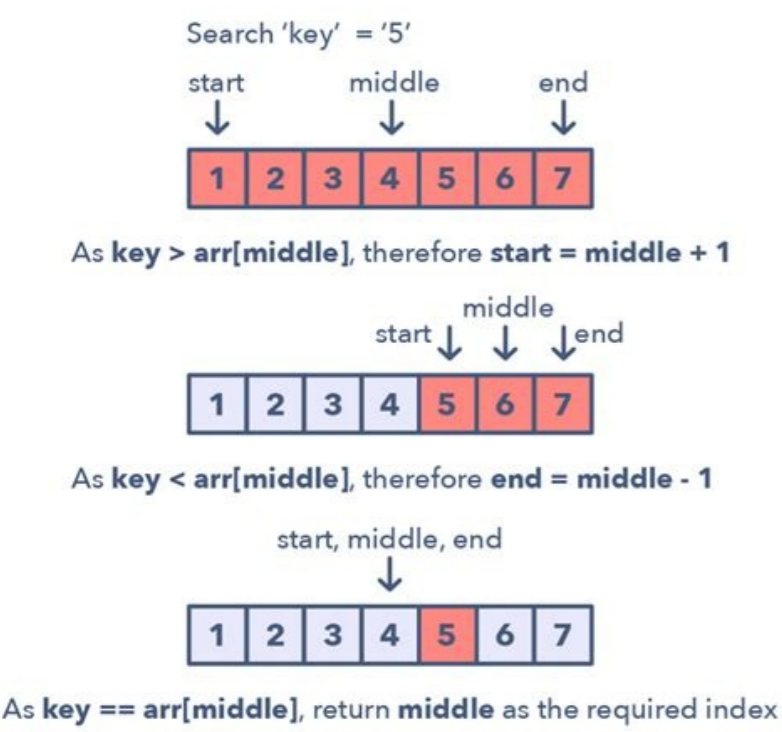 Search ‘key’ = ‘5’
start middle end
1 2 3 4 5 6 7
As key > arr[middle], therefore start = middle + 1
middle
start end
1 2 3 4 5 6 7
As key < arr[middle], therefore end = middle - 1
start, middle, end
1 2 3 4 5 6 7
As key == arr[middle], return middle as the required index